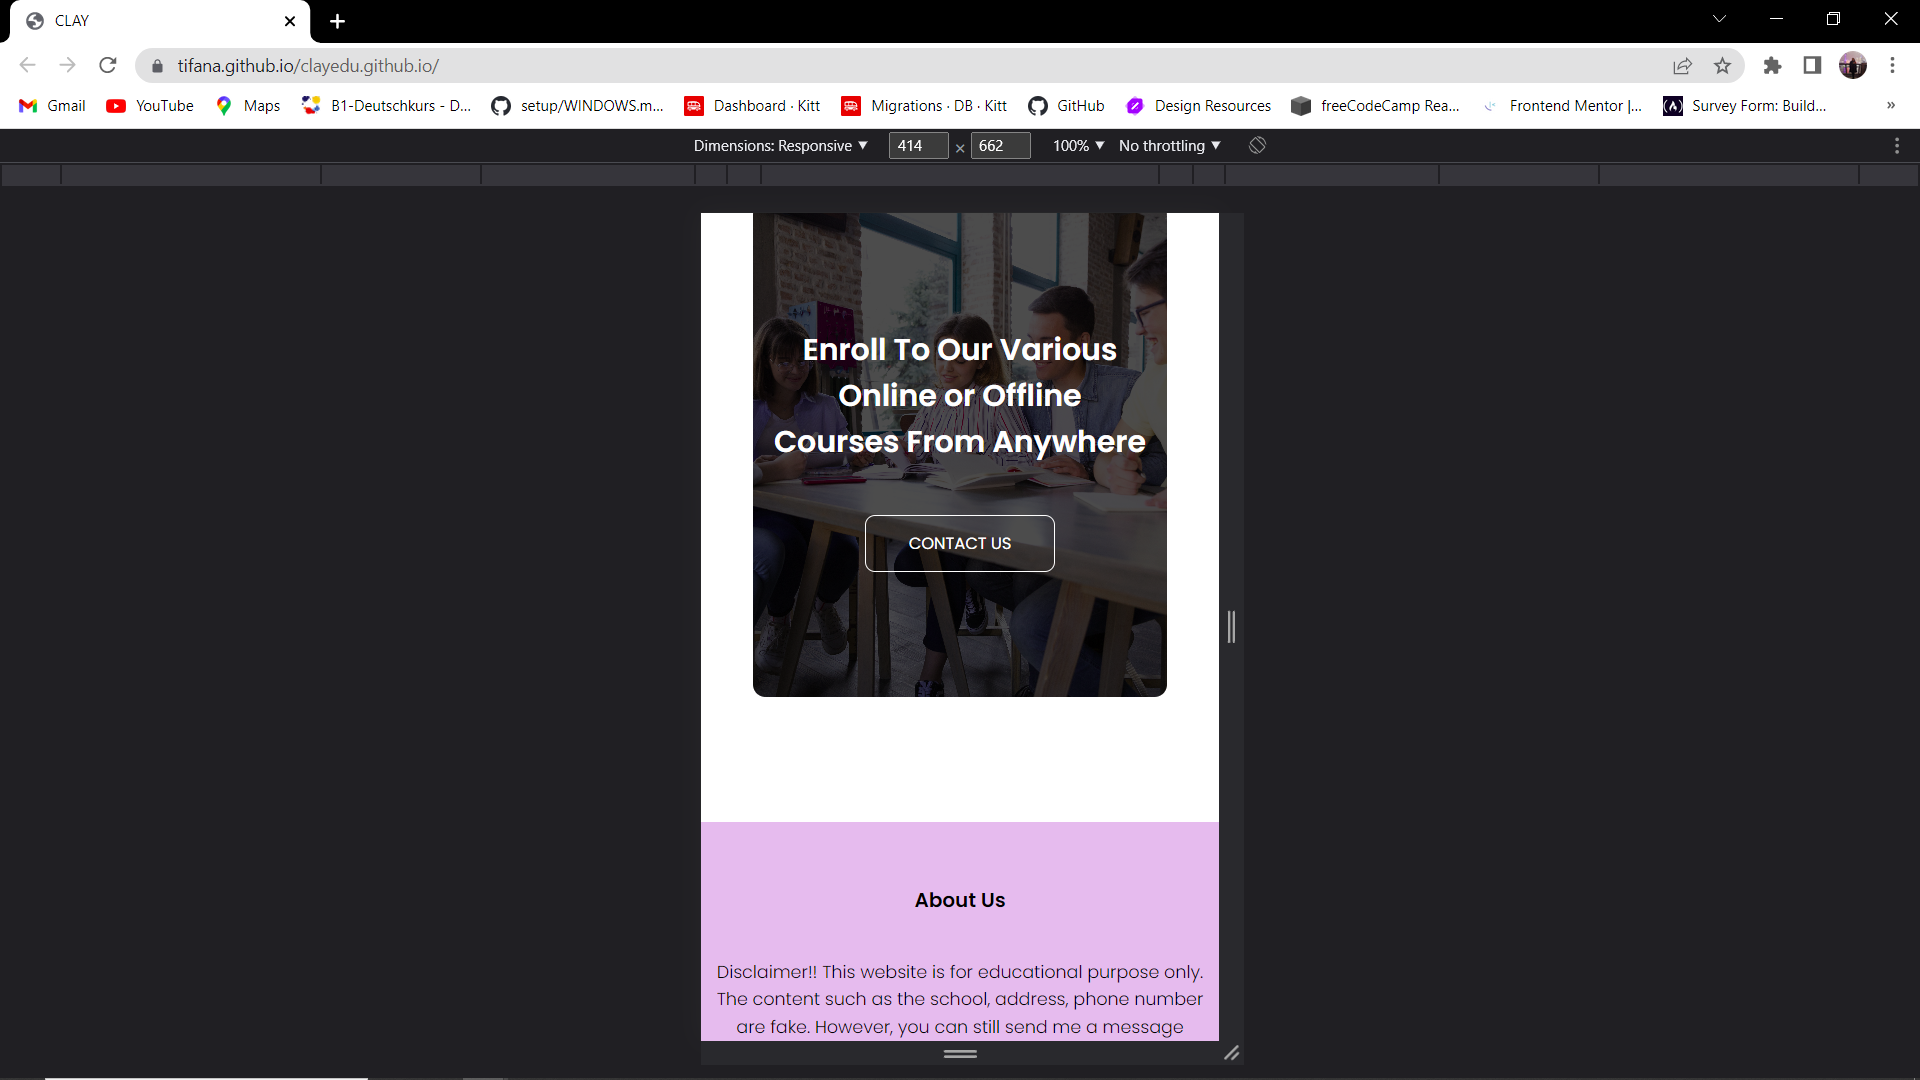 CLAY
tifana.github.io/clayedu.github.io/
Gmail YouTube Maps B1-Deutschkurs - D... setup/WINDOWS.m... Dashboard · Kitt Migrations · DB · Kitt GitHub Design Resources freeCodeCamp Rea... Frontend Mentor |... Survey Form: Build... »
Dimensions: Responsive ▼ 414 × 662 100% ▼ No throttling ▼
Enroll To Our Various
Online or Offline
Courses From Anywhere
CONTACT US
About Us
Disclaimer!! This website is for educational purpose only.
The content such as the school, address, phone number
are fake. However, you can still send me a message